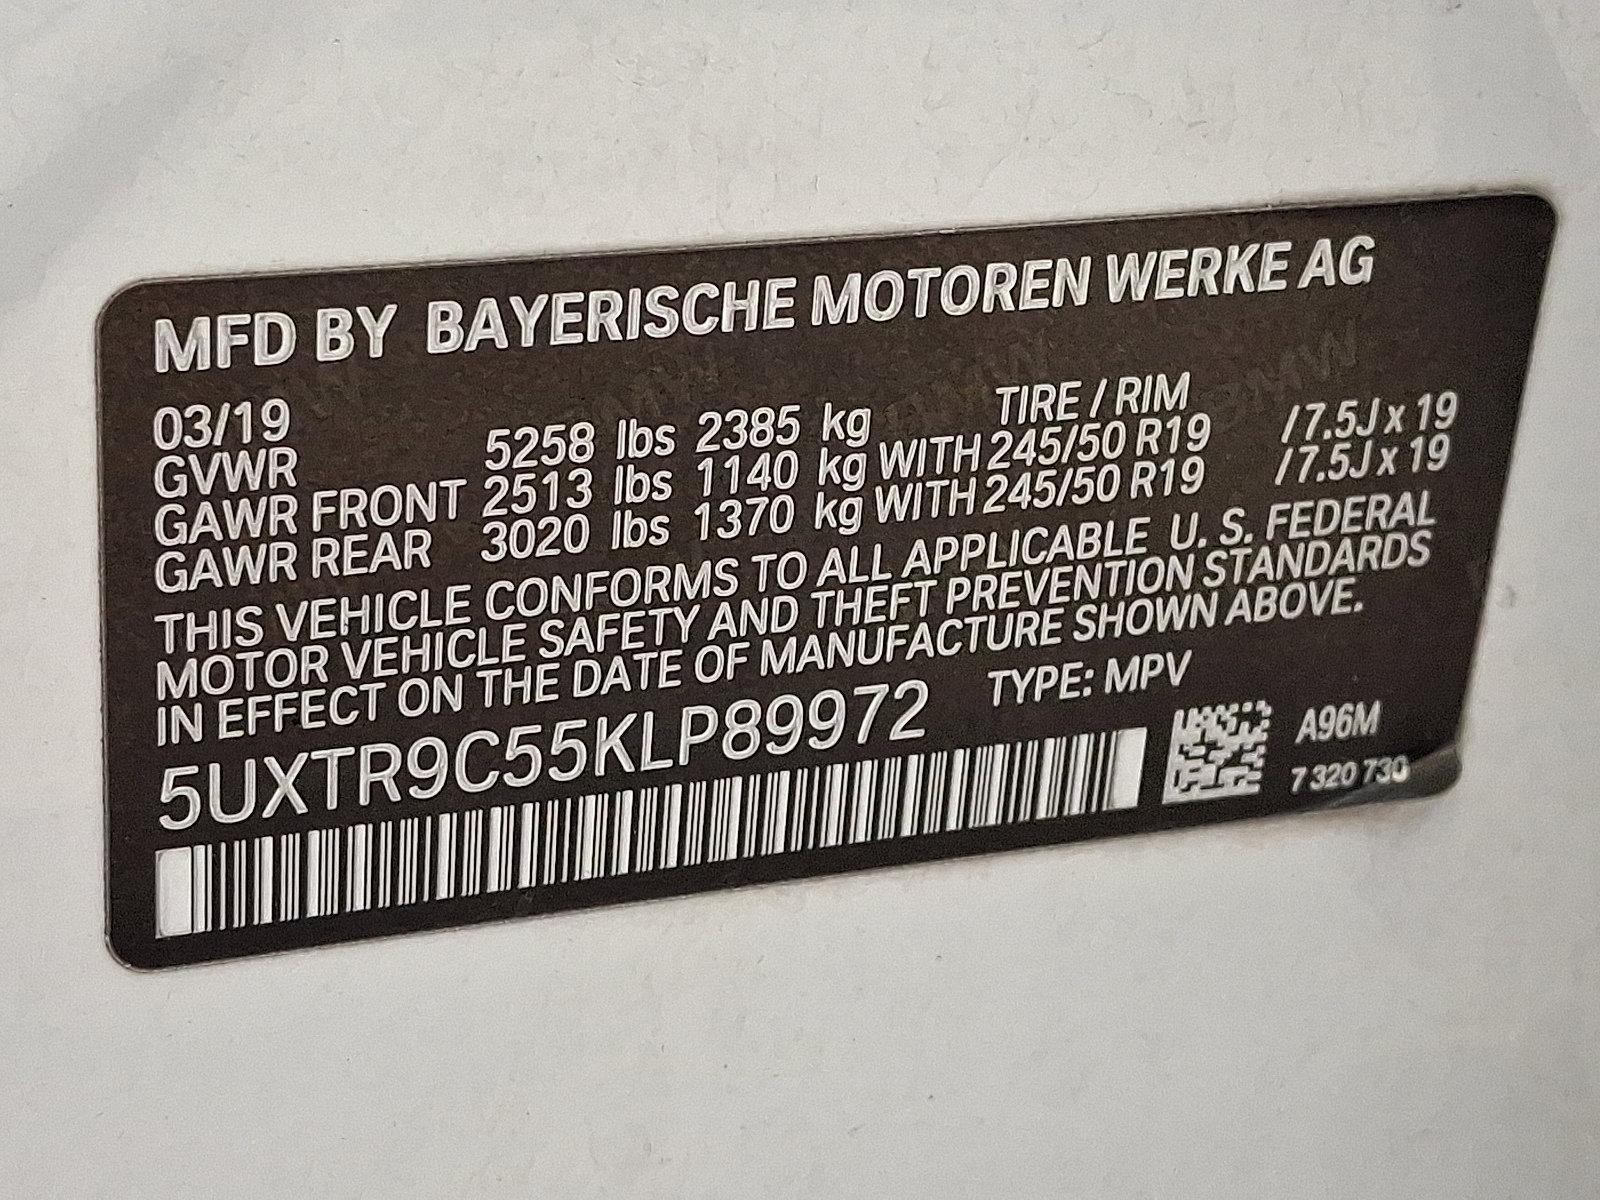 MFD BY BAYERISCHE MOTOREN WERKE AG
03/19 TIRE / RIM
GVWR 5258 lbs 2385 kg
GAWR FRONT 2513 lbs 1140 kg WITH 245/50 R19 / 7.5J x 19
GAWR REAR 3020 lbs 1370 kg WITH 245/50 R19 / 7.5J x 19
THIS VEHICLE CONFORMS TO ALL APPLICABLE U. S. FEDERAL
MOTOR VEHICLE SAFETY AND THEFT PREVENTION STANDARDS
IN EFFECT ON THE DATE OF MANUFACTURE SHOWN ABOVE.
5UXTR9C55KLP89972 TYPE: MPV
A96M
7 320 730